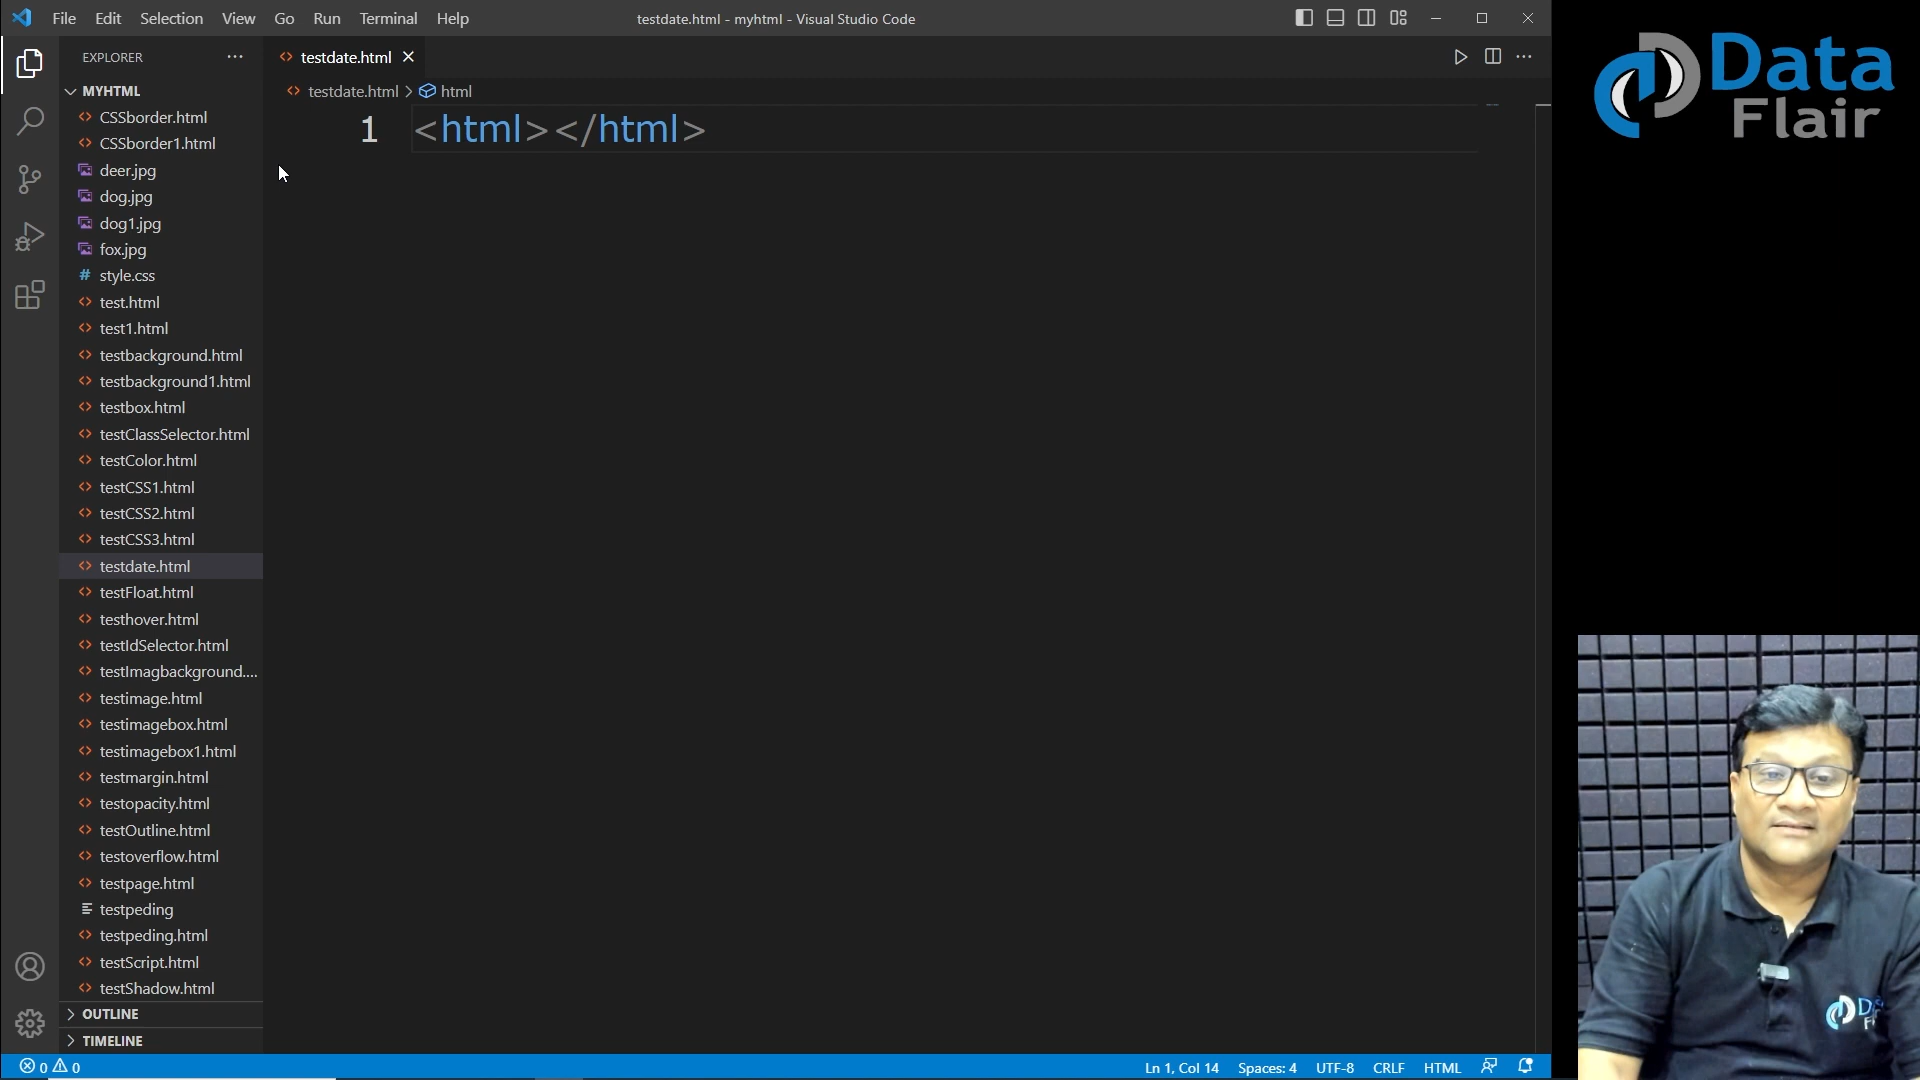 File Edit Selection View Go Run Terminal Help
testdate.html - myhtml - Visual Studio Code
EXPLORER
MYHTML
CSSborder.html
CSSborder1.html
deer.jpg
dog.jpg
dog1.jpg
fox.jpg
# style.css
test.html
test1.html
testbackground.html
testbackground1.html
testbox.html
testClassSelector.html
testColor.html
testCSS1.html
testCSS2.html
testCSS3.html
testdate.html
testFloat.html
testhover.html
testIdSelector.html
testImagbackground....
testimage.html
testimagebox.html
testimagebox1.html
testmargin.html
testopacity.html
testOutline.html
testoverflow.html
testpage.html
testpeding
testpeding.html
testScript.html
testShadow.html
OUTLINE
TIMELINE
testdate.html
testdate.html > html
1 <html></html>
0 0
Ln 1, Col 14 Spaces: 4 UTF-8 CRLF HTML
Data
Flair